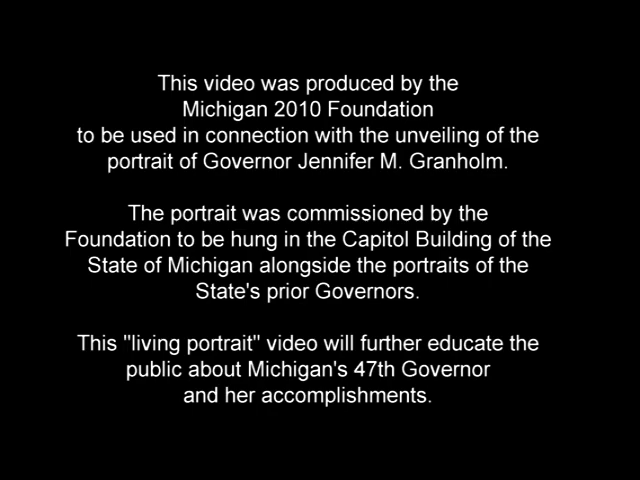 This video was produced by the
Michigan 2010 Foundation
to be used in connection with the unveiling of the
portrait of Governor Jennifer M. Granholm.
The portrait was commissioned by the
Foundation to be hung in the Capitol Building of the
State of Michigan alongside the portraits of the
State's prior Governors.
This "living portrait" video will further educate the
public about Michigan's 47th Governor
and her accomplishments.